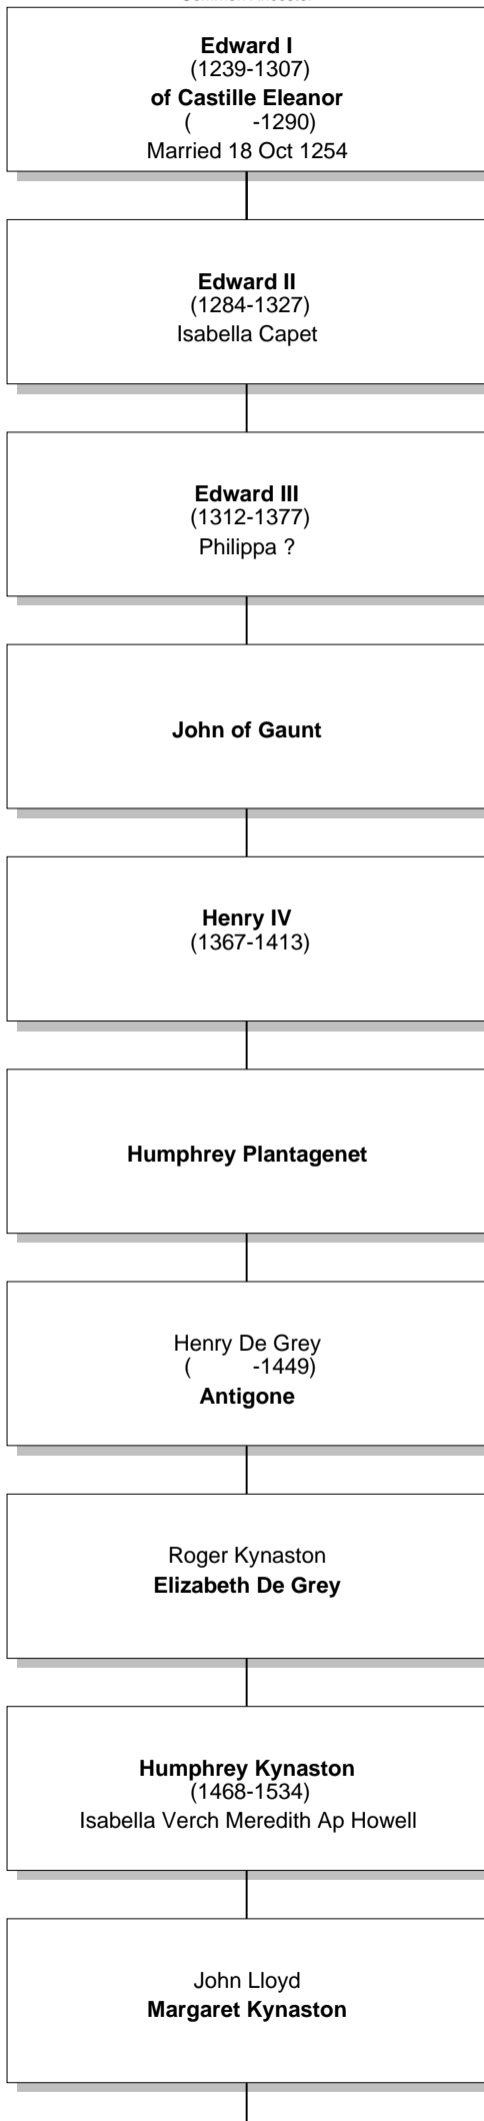 Edward I
(1239-1307)
of Castille Eleanor
( -1290)
Married 18 Oct 1254
Edward II
(1284-1327)
Isabella Capet
Edward III
(1312-1377)
Philippa ?
John of Gaunt
Henry IV
(1367-1413)
Humphrey Plantagenet
Henry De Grey
( -1449)
Antigone
Roger Kynaston
Elizabeth De Grey
Humphrey Kynaston
(1468-1534)
Isabella Verch Meredith Ap Howell
John Lloyd
Margaret Kynaston